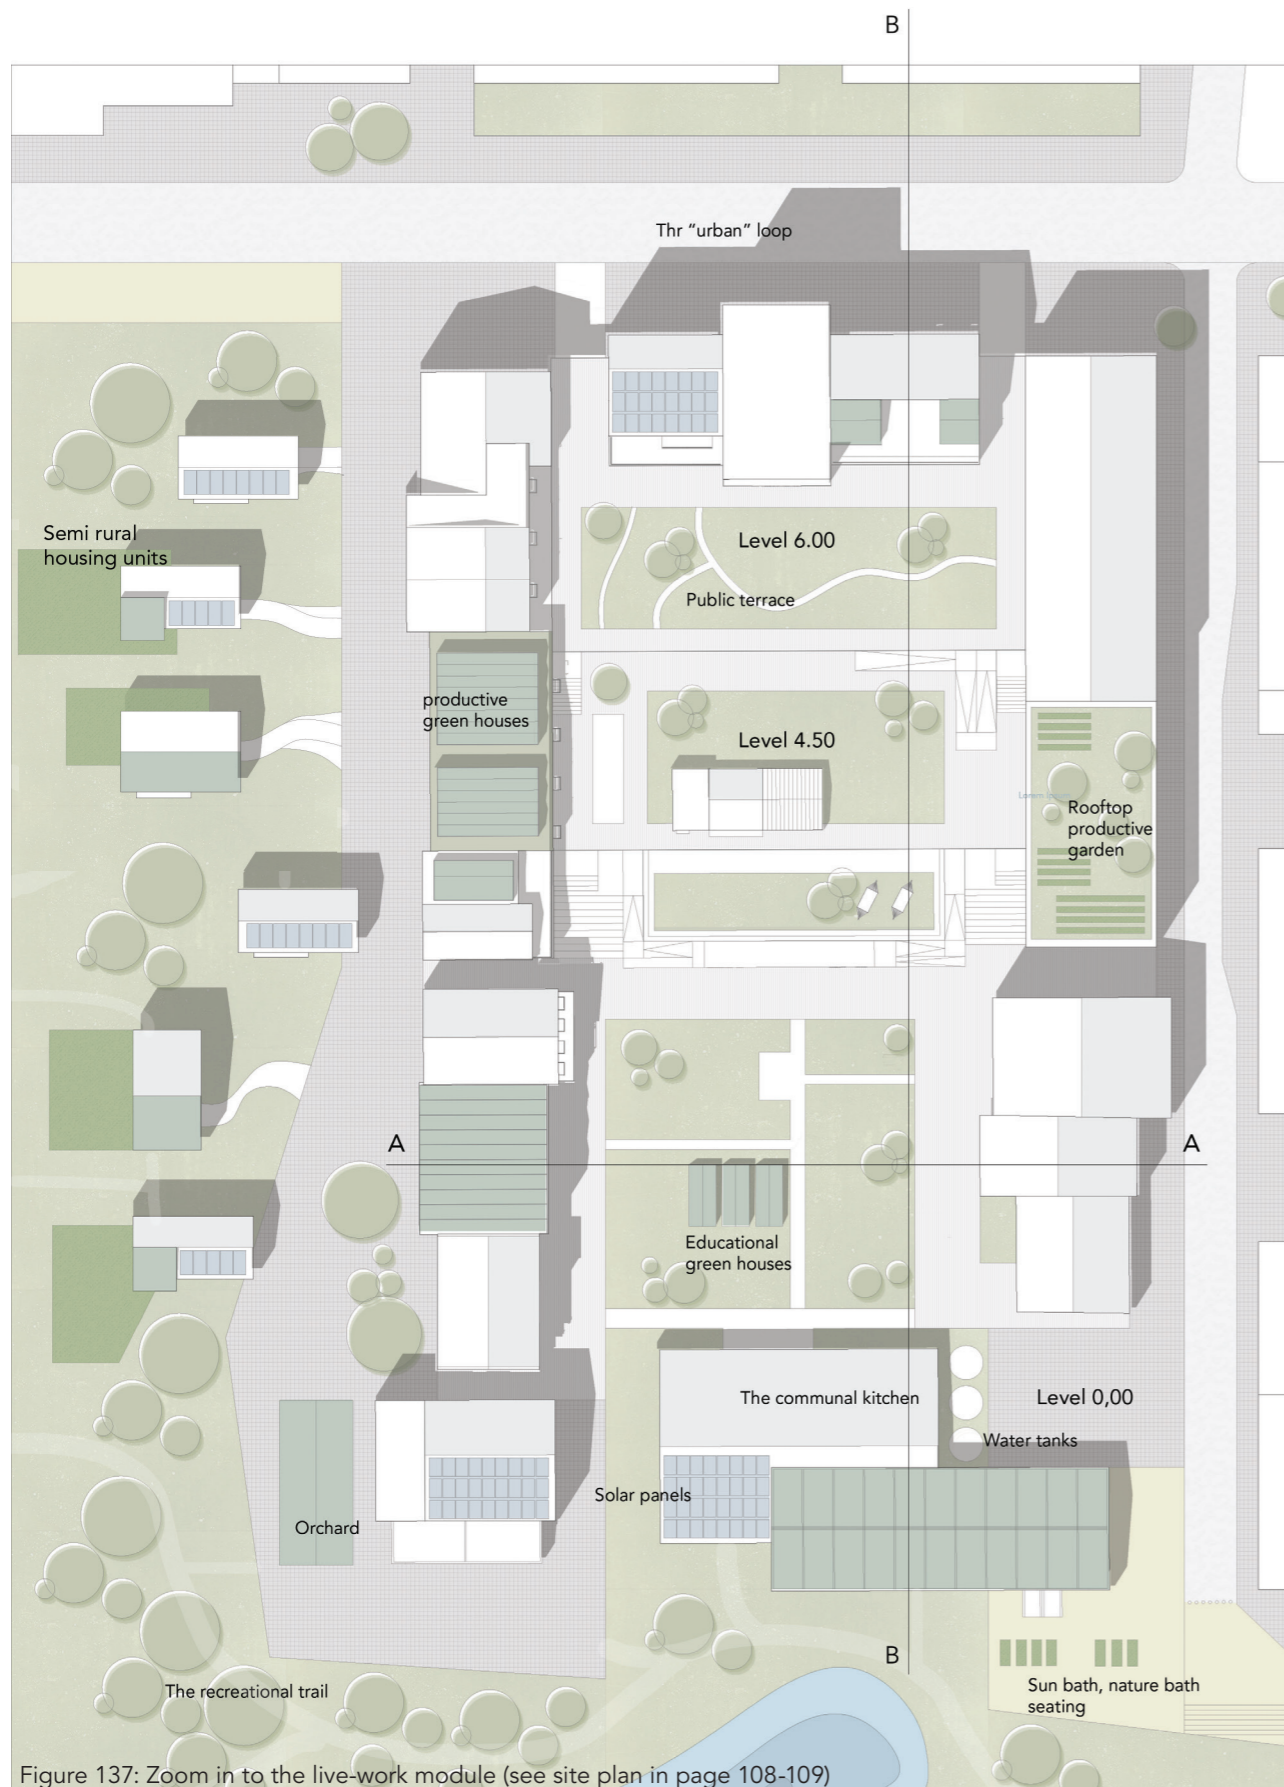 B
Thr "urban" loop
Semi rural
housing units
Level 6.00
Public terrace
productive
green houses
Level 4.50
Lorem ipsum
Rooftop
productive
garden
A
A
Educational
green houses
The communal kitchen
Level 0,00
Water tanks
Solar panels
Orchard
B
The recreational trail
Sun bath, nature bath
seating
Figure 137: Zoom in to the live-work module (see site plan in page 108-109)